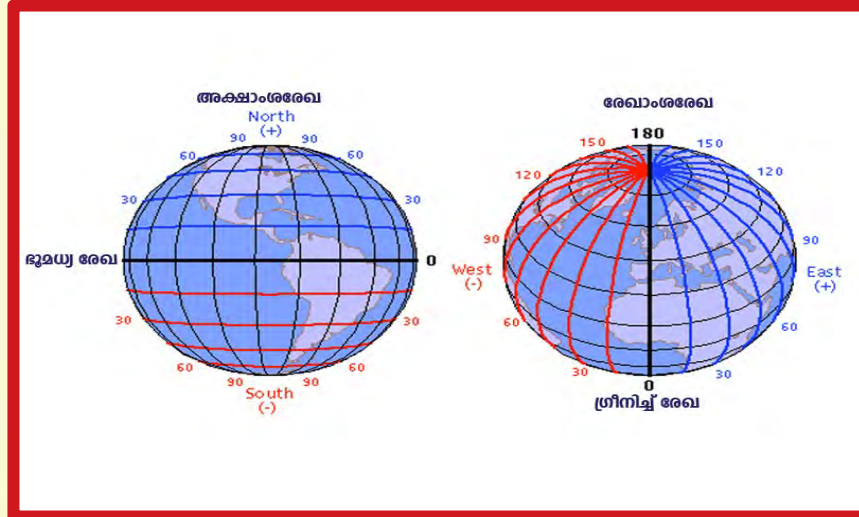 അക്ഷാംശരേഖ
North
(+)
90 90
60 60
30 30
ഭൂമധ്വ രേഖ 0
30 30
60 60
90 90
South
(-)
രേഖാംശരേഖ
180
150 150
120 120
90 90
West
(-)
East
(+)
60 60
30 30
0
ഗ്രീനിച്ച് രേഖ